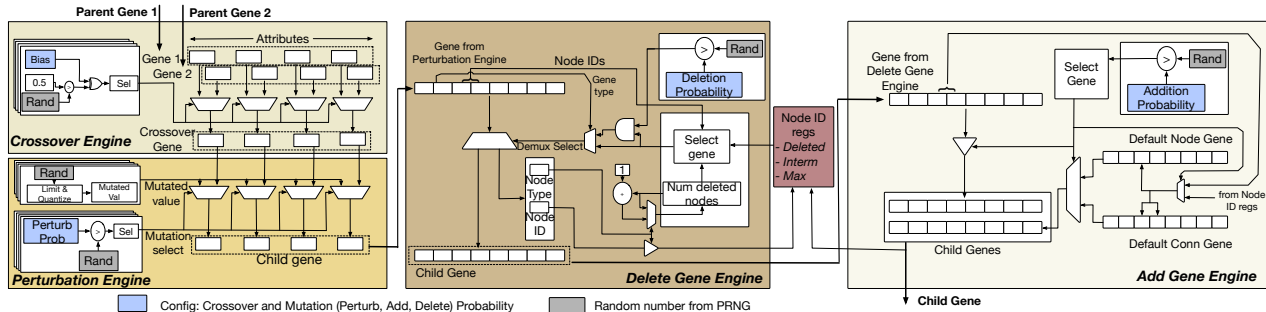 Parent Gene 1
Parent Gene 2
Attributes
Gene 1
Gene 2
Bias
0.5
>
Rand
Sel
Crossover Engine
Crossover
Gene
Rand
Limit &
Quantize
Mutated
Val
Mutated
value
Perturb
Prob
>
Sel
Rand
Mutation
select
Child gene
Perturbation Engine
Gene from
Perturbation Engine
Node IDs
Gene
type
>
Rand
Deletion
Probability
Demux Select
Select
gene
1
-
Num deleted
nodes
Node
Type
Node
ID
Child Gene
Delete Gene Engine
Node ID
regs
- Deleted
- Interm
- Max
Gene from
Delete Gene
Engine
Select
Gene
>
Rand
Addition
Probability
Default Node Gene
from Node
ID regs
Default Conn Gene
Child Genes
Add Gene Engine
Child Gene
Config: Crossover and Mutation (Perturb, Add, Delete) Probability
Random number from PRNG